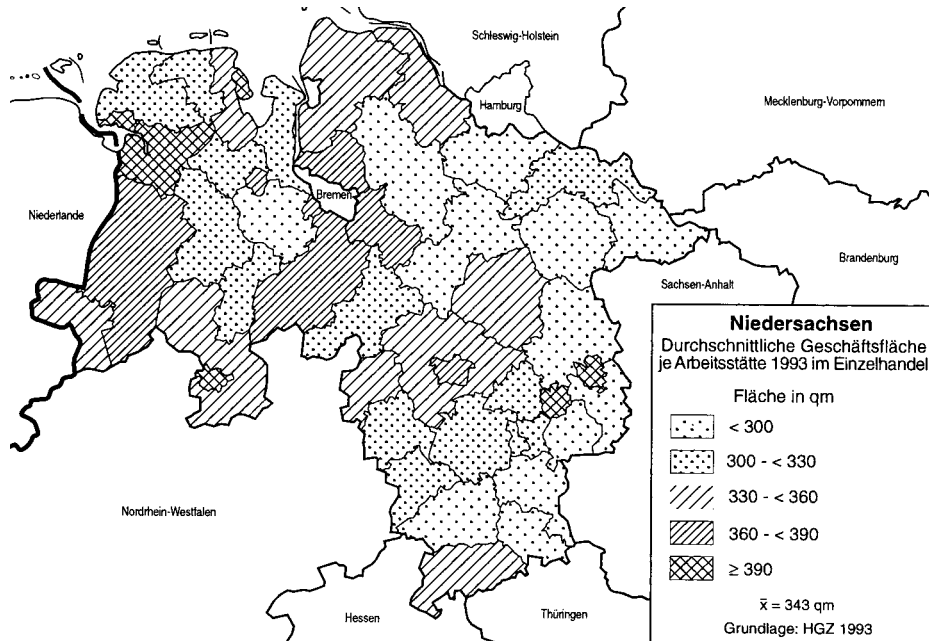 Schleswig-Holstein
Hamburg
Mecklenburg-Vorpommern
Bremen
Niederlande
Brandenburg
Sachsen-Anhalt
Nordrhein-Westfalen
Hessen
Thüringen
Niedersachsen
Durchschnittliche Geschäftsfläche
je Arbeitsstätte 1993 im Einzelhandel
Fläche in qm
< 300
300 - < 330
330 - < 360
360 - < 390
≥ 390
x̄ = 343 qm
Grundlage: HGZ 1993